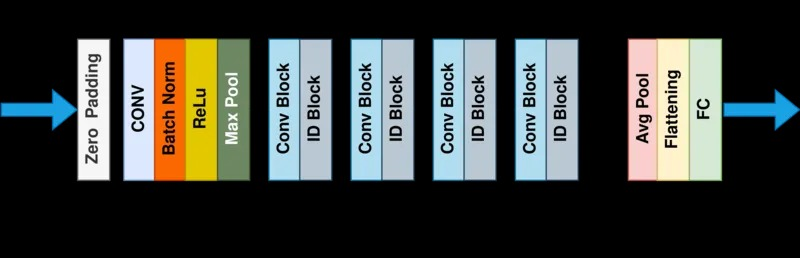 Zero Padding
CONV
Batch Norm
ReLu
Max Pool
Conv Block
ID Block
Conv Block
ID Block
Conv Block
ID Block
Conv Block
ID Block
Avg Pool
Flattening
FC